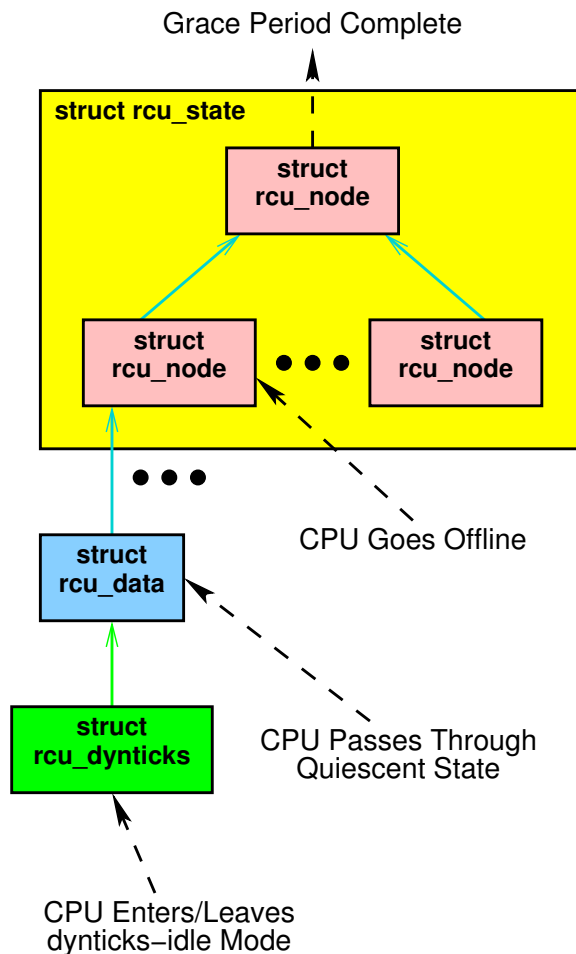 Grace Period Complete
struct rcu_state
struct
rcu_node
struct
rcu_node
struct
rcu_node
CPU Goes Offline
struct
rcu_data
struct
rcu_dynticks
CPU Passes Through
Quiescent State
CPU Enters/Leaves
dynticks−idle Mode